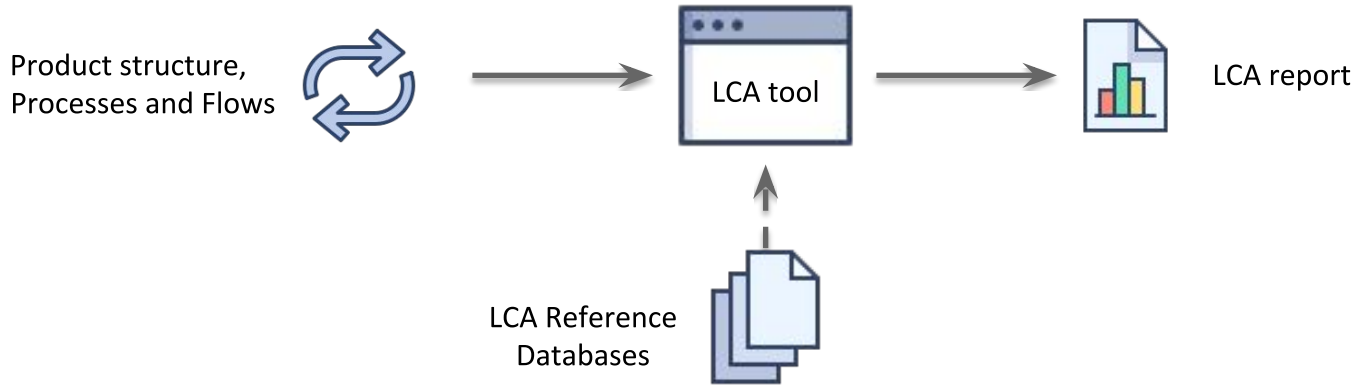 Product structure,
Processes and Flows
LCA tool
LCA report
LCA Reference
Databases